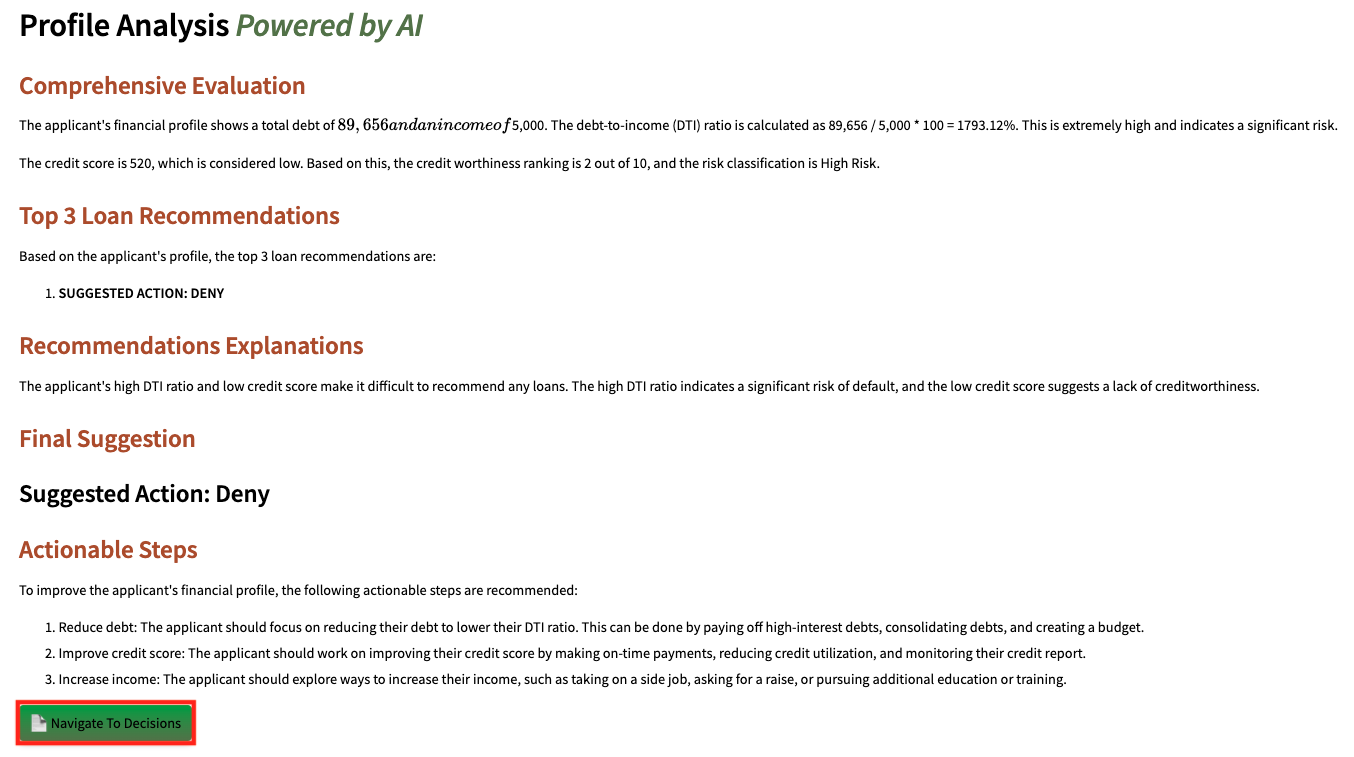 Profile Analysis Powered by AI
Comprehensive Evaluation
The applicant's financial profile shows a total debt of 89,656andanincomeof5,000. The debt-to-income (DTI) ratio is calculated as 89,656 / 5,000 * 100 = 1793.12%. This is extremely high and indicates a significant risk.
The credit score is 520, which is considered low. Based on this, the credit worthiness ranking is 2 out of 10, and the risk classification is High Risk.
Top 3 Loan Recommendations
Based on the applicant's profile, the top 3 loan recommendations are:
1. SUGGESTED ACTION: DENY
Recommendations Explanations
The applicant's high DTI ratio and low credit score make it difficult to recommend any loans. The high DTI ratio indicates a significant risk of default, and the low credit score suggests a lack of creditworthiness.
Final Suggestion
Suggested Action: Deny
Actionable Steps
To improve the applicant's financial profile, the following actionable steps are recommended:
1. Reduce debt: The applicant should focus on reducing their debt to lower their DTI ratio. This can be done by paying off high-interest debts, consolidating debts, and creating a budget.
2. Improve credit score: The applicant should work on improving their credit score by making on-time payments, reducing credit utilization, and monitoring their credit report.
3. Increase income: The applicant should explore ways to increase their income, such as taking on a side job, asking for a raise, or pursuing additional education or training.
Navigate To Decisions